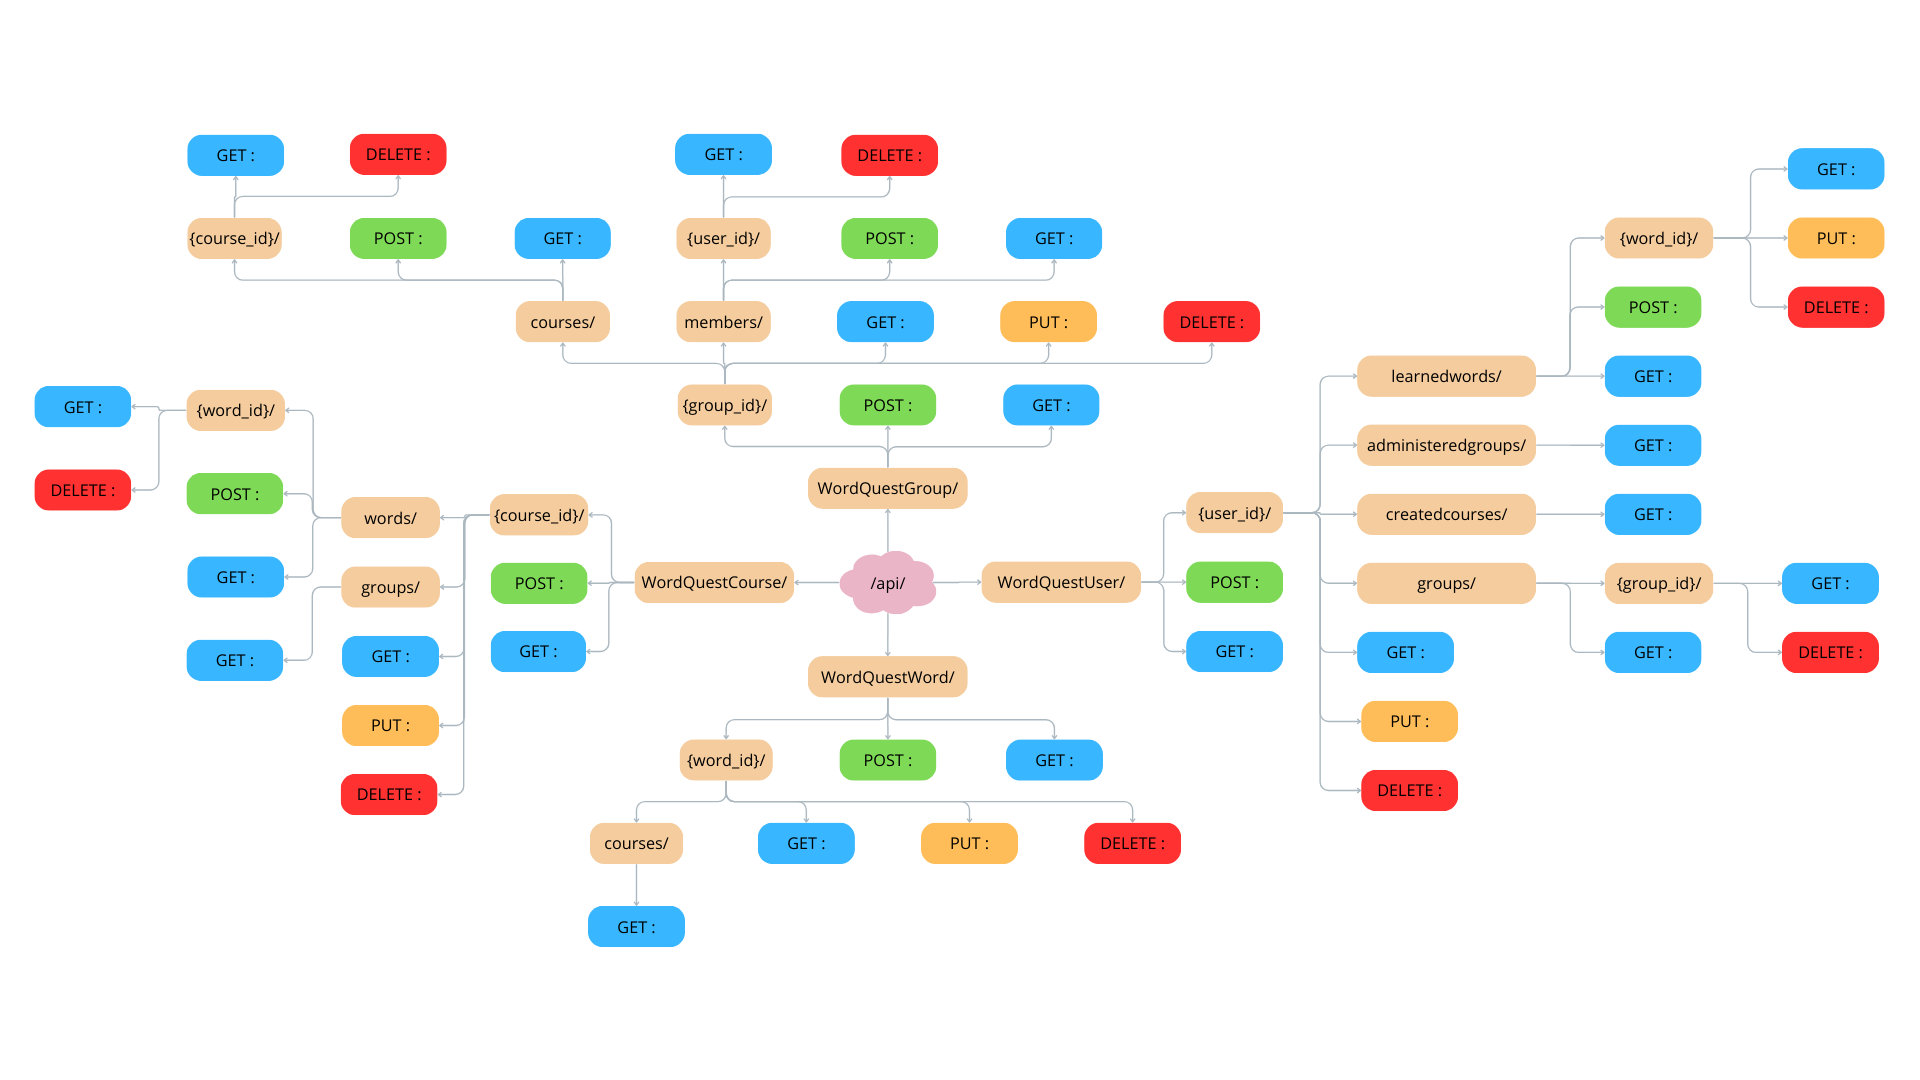 GET :
DELETE :
GET :
DELETE :
GET :
{course_id}/
POST :
GET :
{user_id}/
POST :
GET :
{word_id}/
PUT :
courses/
members/
GET :
PUT :
DELETE :
POST :
DELETE :
learnedwords/
GET :
GET :
{word_id}/
{group_id}/
POST :
GET :
administeredgroups/
GET :
DELETE :
POST :
words/
{course_id}/
WordQuestGroup/
{user_id}/
createdcourses/
GET :
GET :
groups/
POST :
WordQuestCourse/
/api/
WordQuestUser/
POST :
groups/
{group_id}/
GET :
GET :
GET :
GET :
GET :
GET :
GET :
DELETE :
WordQuestWord/
PUT :
PUT :
{word_id}/
POST :
GET :
DELETE :
DELETE :
courses/
GET :
PUT :
DELETE :
GET :